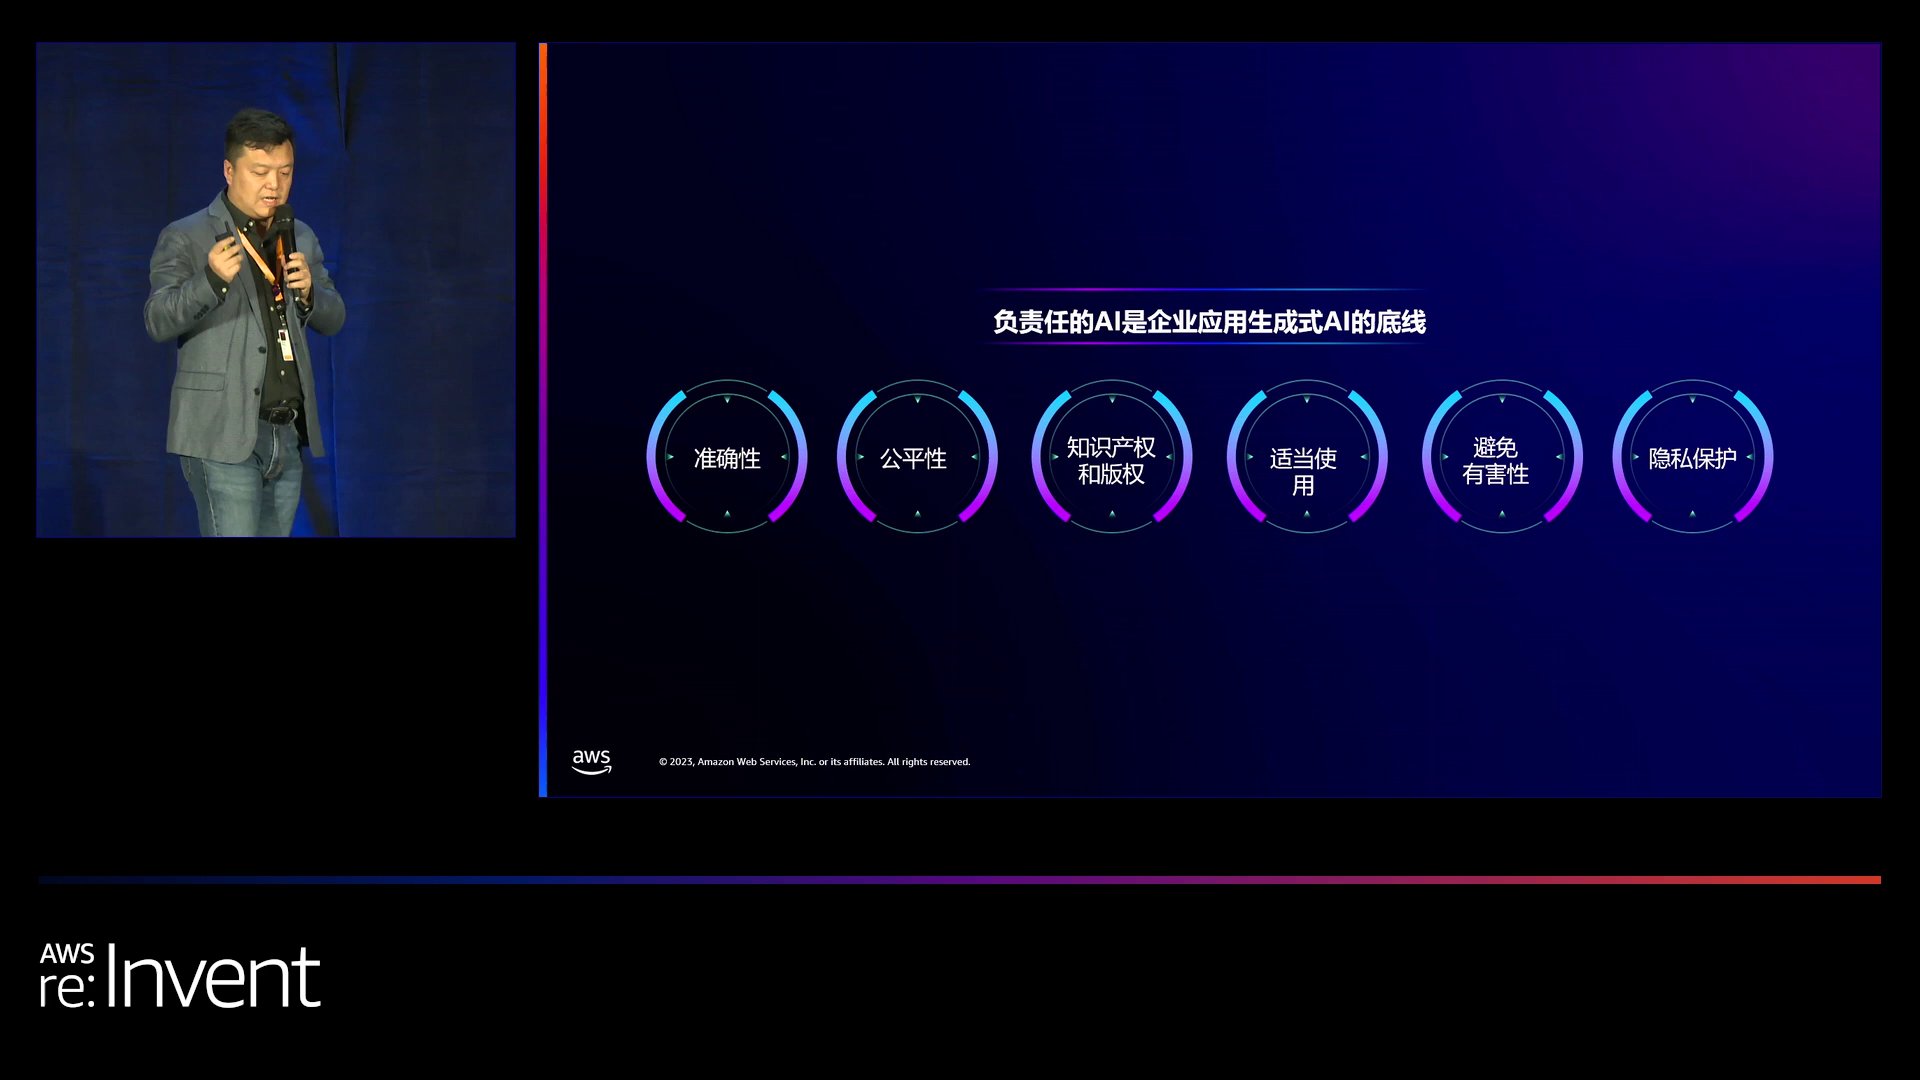 负责任的AI是企业应用生成式AI的底线
准确性
公平性
知识产权
和版权
适当使
用
避免
有害性
隐私保护
aws
© 2023, Amazon Web Services, Inc. or its affiliates. All rights reserved.
AWS
re:Invent